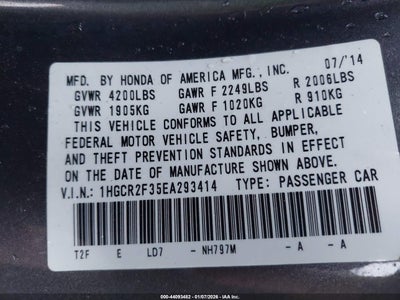 MFD. BY HONDA OF AMERICA MFG., INC. 07/'14
GVWR 4200LBS GAWR F 2249LBS R 2006LBS
GVWR 1905KG GAWR F 1020KG R 910KG
THIS VEHICLE CONFORMS TO ALL APPLICABLE
FEDERAL MOTOR VEHICLE SAFETY, BUMPER,
AND THEFT PREVENTION STANDARDS IN EFFECT
ON THE DATE OF MANUFACTURE SHOWN ABOVE.
V.I.N.: 1HGCR2F35EA293414 TYPE: PASSENGER CAR
T2F E LD7 - NH797M -A -A
000-44093482 - 01/07/2026 - IAA Inc.